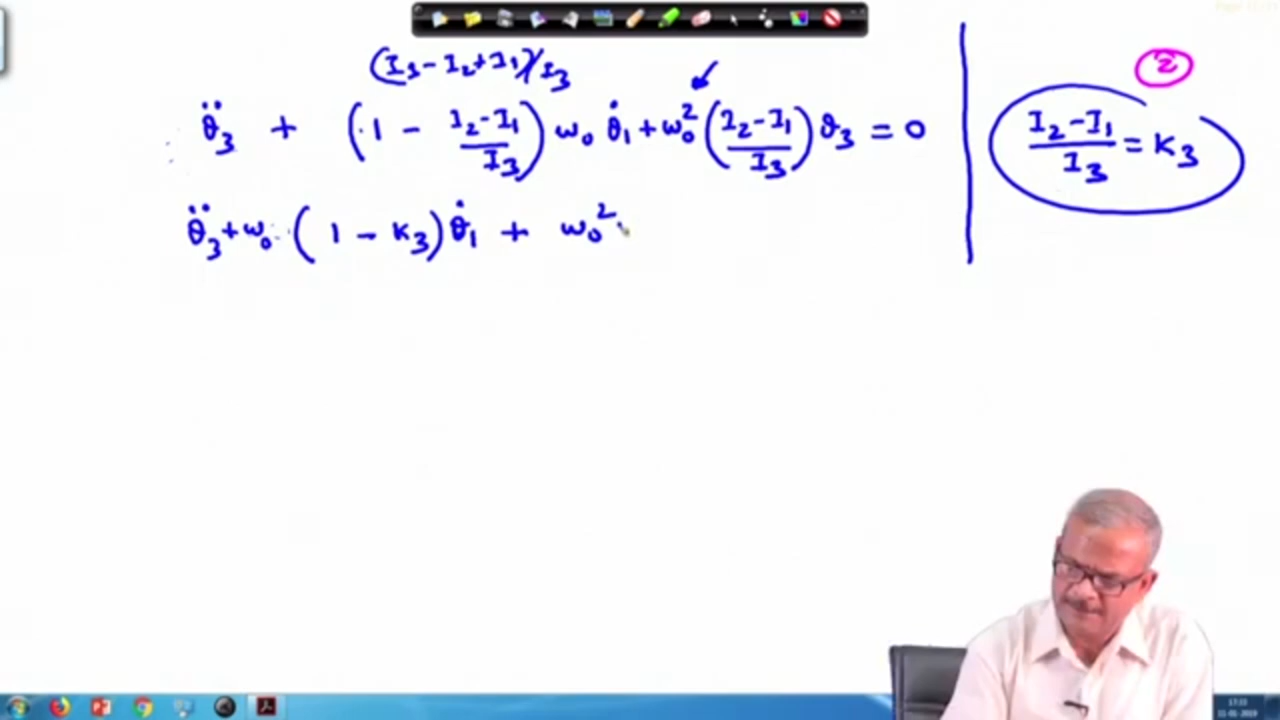 (I₃ - I₂ + I₁)/I₃
θ̈₃ + (1 - (I₂ - I₁)/I₃) ω₀ θ̇₁ + ω₀² ((I₂ - I₁)/I₃) θ₃ = 0
θ̈₃ + ω₀ (1 - K₃) θ̇₁ + ω₀²
2
(I₂ - I₁)/I₃ = K₃